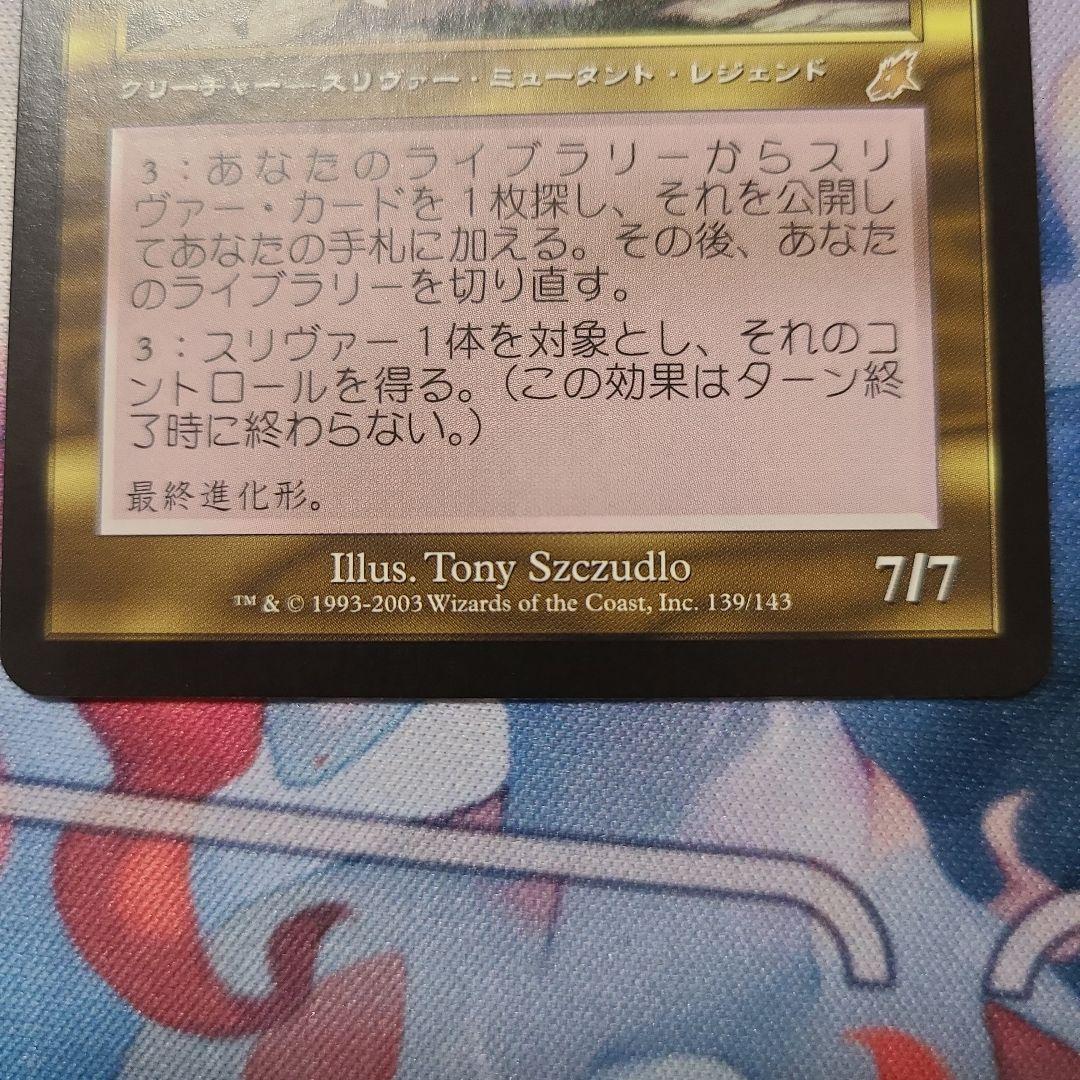 クリーチャー — スリヴァー・ミュータント・レジェンド
3：あなたのライブラリーからスリ
ヴァー・カードを１枚探し、それを公開し
てあなたの手札に加える。その後、あなた
のライブラリーを切り直す。
3：スリヴァー１体を対象とし、それのコ
ントロールを得る。（この効果はターン終
了時に終わらない。）
最終進化形。
Illus. Tony Szczudlo
7/7
™ & © 1993-2003 Wizards of the Coast, Inc. 139/143